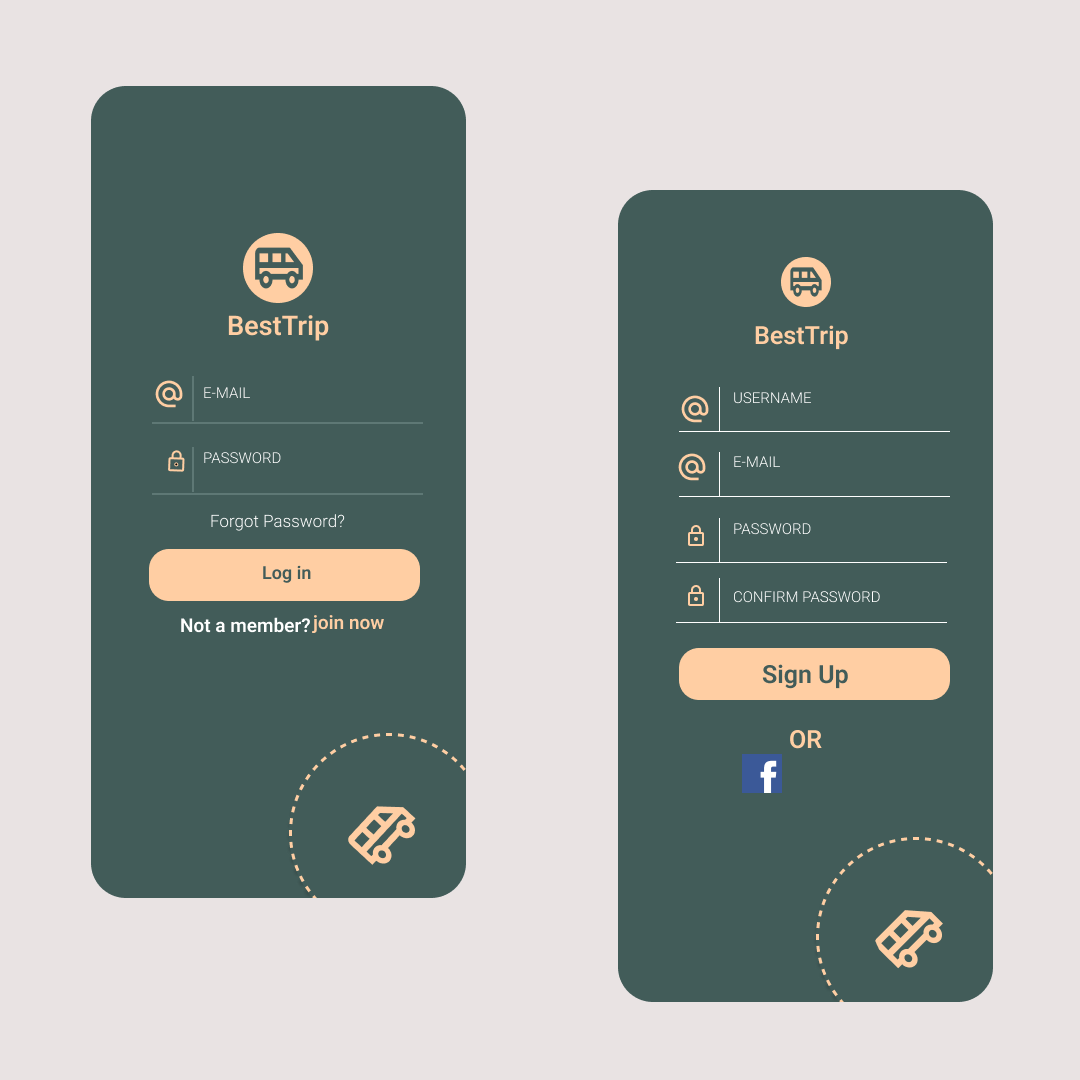 BestTrip
E-MAIL
PASSWORD
Forgot Password?
Log in
Not a member? join now
BestTrip
USERNAME
E-MAIL
PASSWORD
CONFIRM PASSWORD
Sign Up
OR